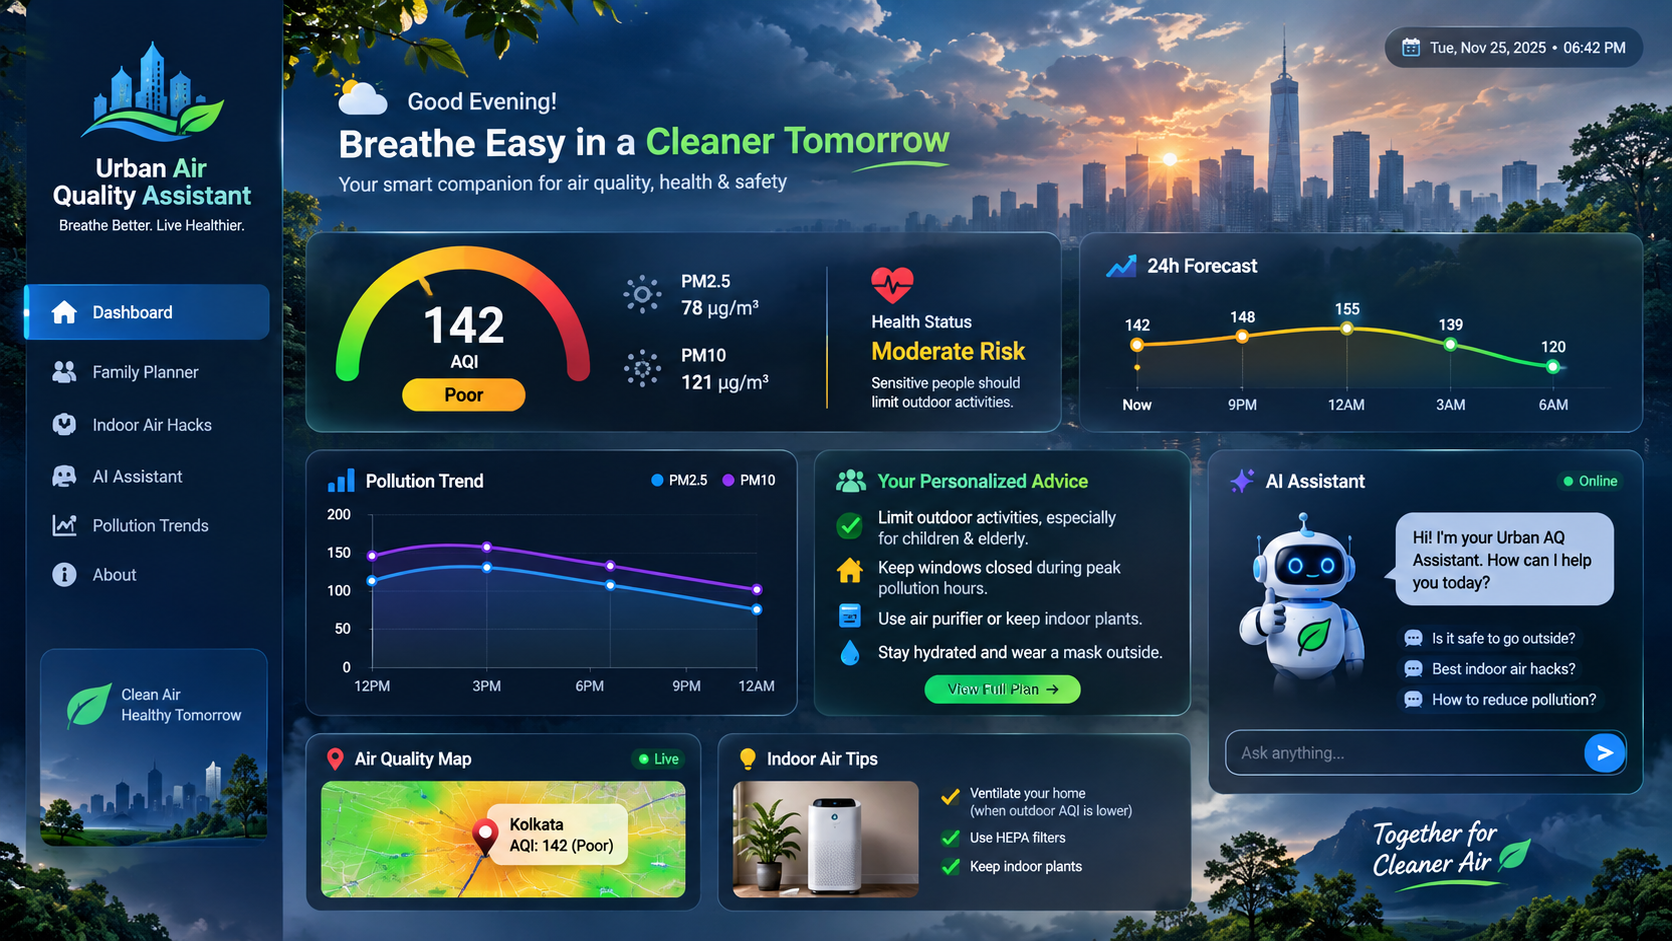 Urban Air
Quality Assistant
Breathe Better. Live Healthier.
Dashboard
Family Planner
Indoor Air Hacks
AI Assistant
Pollution Trends
About
Clean Air
Healthy Tomorrow
Tue, Nov 25, 2025 • 06:42 PM
Good Evening!
Breathe Easy in a Cleaner Tomorrow
Your smart companion for air quality, health & safety
142
AQI
Poor
PM2.5
78 µg/m³
PM10
121 µg/m³
Health Status
Moderate Risk
Sensitive people should
limit outdoor activities.
24h Forecast
142 148 155 139 120
Now 9PM 12AM 3AM 6AM
Pollution Trend
PM2.5 PM10
200
150
100
50
0
12PM 3PM 6PM 9PM 12AM
Your Personalized Advice
Limit outdoor activities, especially
for children & elderly.
Keep windows closed during peak
pollution hours.
Use air purifier or keep indoor plants.
Stay hydrated and wear a mask outside.
View Full Plan →
AI Assistant
Online
Hi! I'm your Urban AQ
Assistant. How can I help
you today?
Is it safe to go outside?
Best indoor air hacks?
How to reduce pollution?
Ask anything...
Air Quality Map
Live
Kolkata
AQI: 142 (Poor)
Indoor Air Tips
Ventilate your home
(when outdoor AQI is lower)
Use HEPA filters
Keep indoor plants
Together for
Cleaner Air